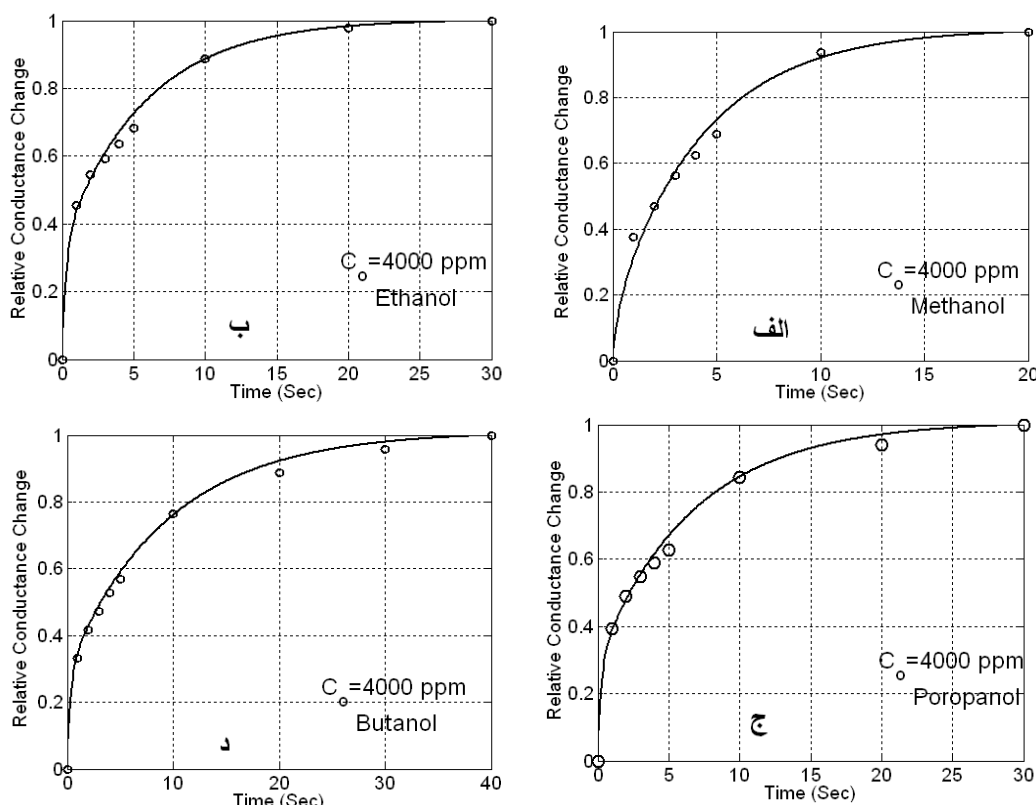 Relative Conductance Change
1
0.8
0.6
0.4
0.2
0
0 5 10 15 20 25 30
Time (Sec)
C o =4000 ppm
Ethanol
ب
Relative Conductance Change
1
0.8
0.6
0.4
0.2
0
0 5 10 15 20
Time (Sec)
C o =4000 ppm
Methanol
الف
Relative Conductance Change
1
0.8
0.6
0.4
0.2
0
0 10 20 30 40
Time (Sec)
C o =4000 ppm
Butanol
د
Relative Conductance Change
1
0.8
0.6
0.4
0.2
0
0 5 10 15 20 25 30
Time (Sec)
C o =4000 ppm
Poropanol
ج